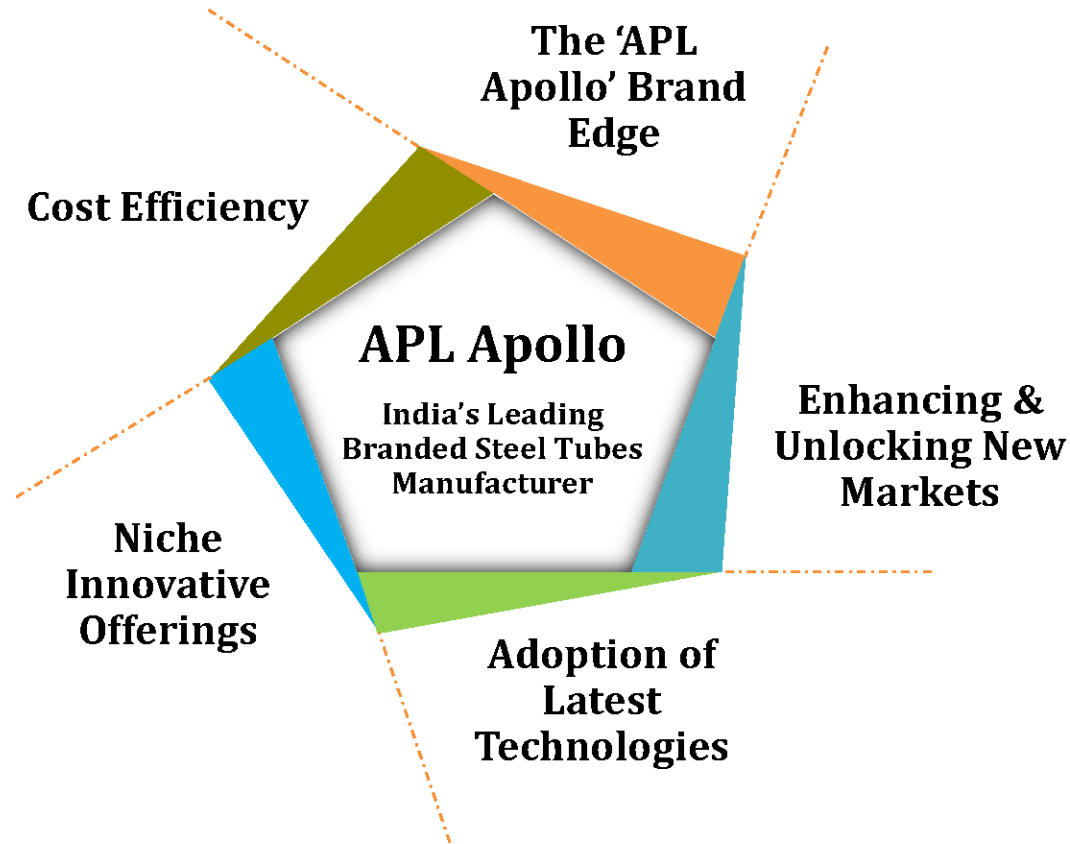 The ‘APL
Apollo’ Brand
Edge
Cost Efficiency
APL Apollo
India’s Leading
Branded Steel Tubes
Manufacturer
Enhancing &
Unlocking New
Markets
Niche
Innovative
Offerings
Adoption of
Latest
Technologies